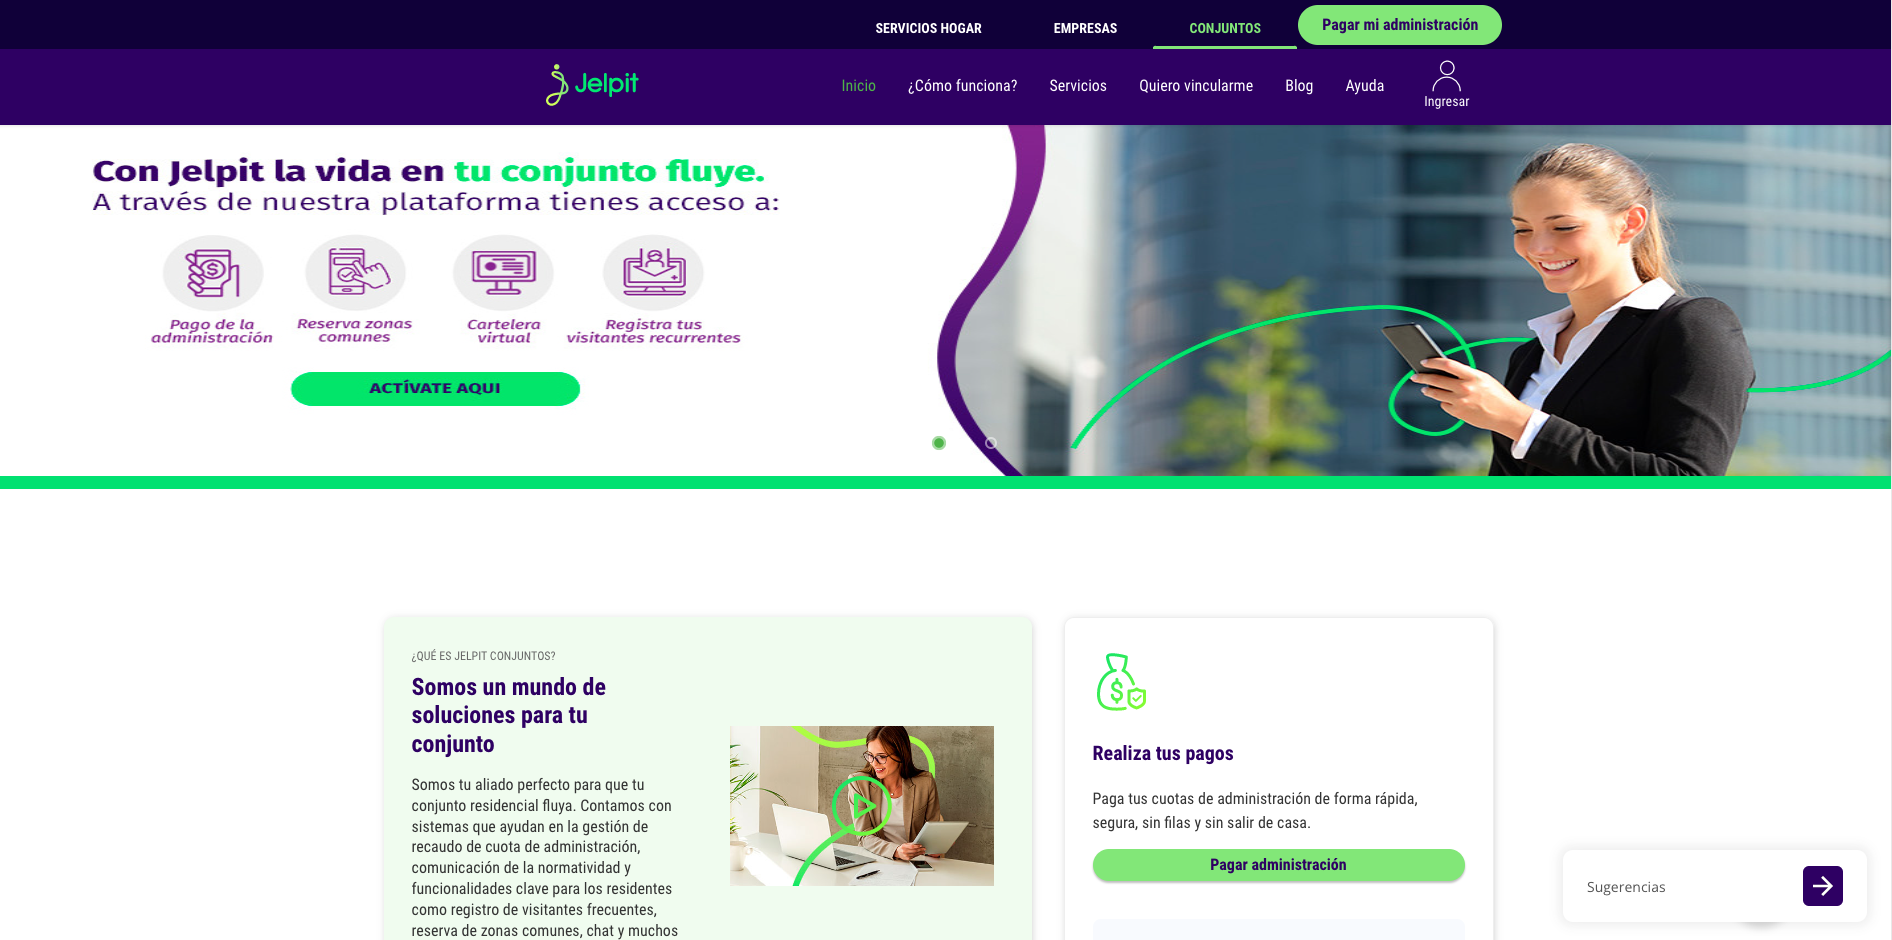 SERVICIOS HOGAR
EMPRESAS
CONJUNTOS
Pagar mi administración
Jelpit
Inicio
¿Cómo funciona?
Servicios
Quiero vincularme
Blog
Ayuda
Ingresar
Con Jelpit la vida en tu conjunto fluye.
A través de nuestra plataforma tienes acceso a:
Pago de la
administración
Reserva zonas
comunes
Cartelera
virtual
Registra tus
visitantes recurrentes
ACTÍVATE AQUI
¿QUÉ ES JELPIT CONJUNTOS?
Somos un mundo de
soluciones para tu
conjunto
Somos tu aliado perfecto para que tu
conjunto residencial fluya. Contamos con
sistemas que ayudan en la gestión de
recaudo de cuota de administración,
comunicación de la normatividad y
funcionalidades clave para los residentes
como registro de visitantes frecuentes,
reserva de zonas comunes, chat y muchos
Realiza tus pagos
Paga tus cuotas de administración de forma rápida,
segura, sin filas y sin salir de casa.
Pagar administración
Sugerencias